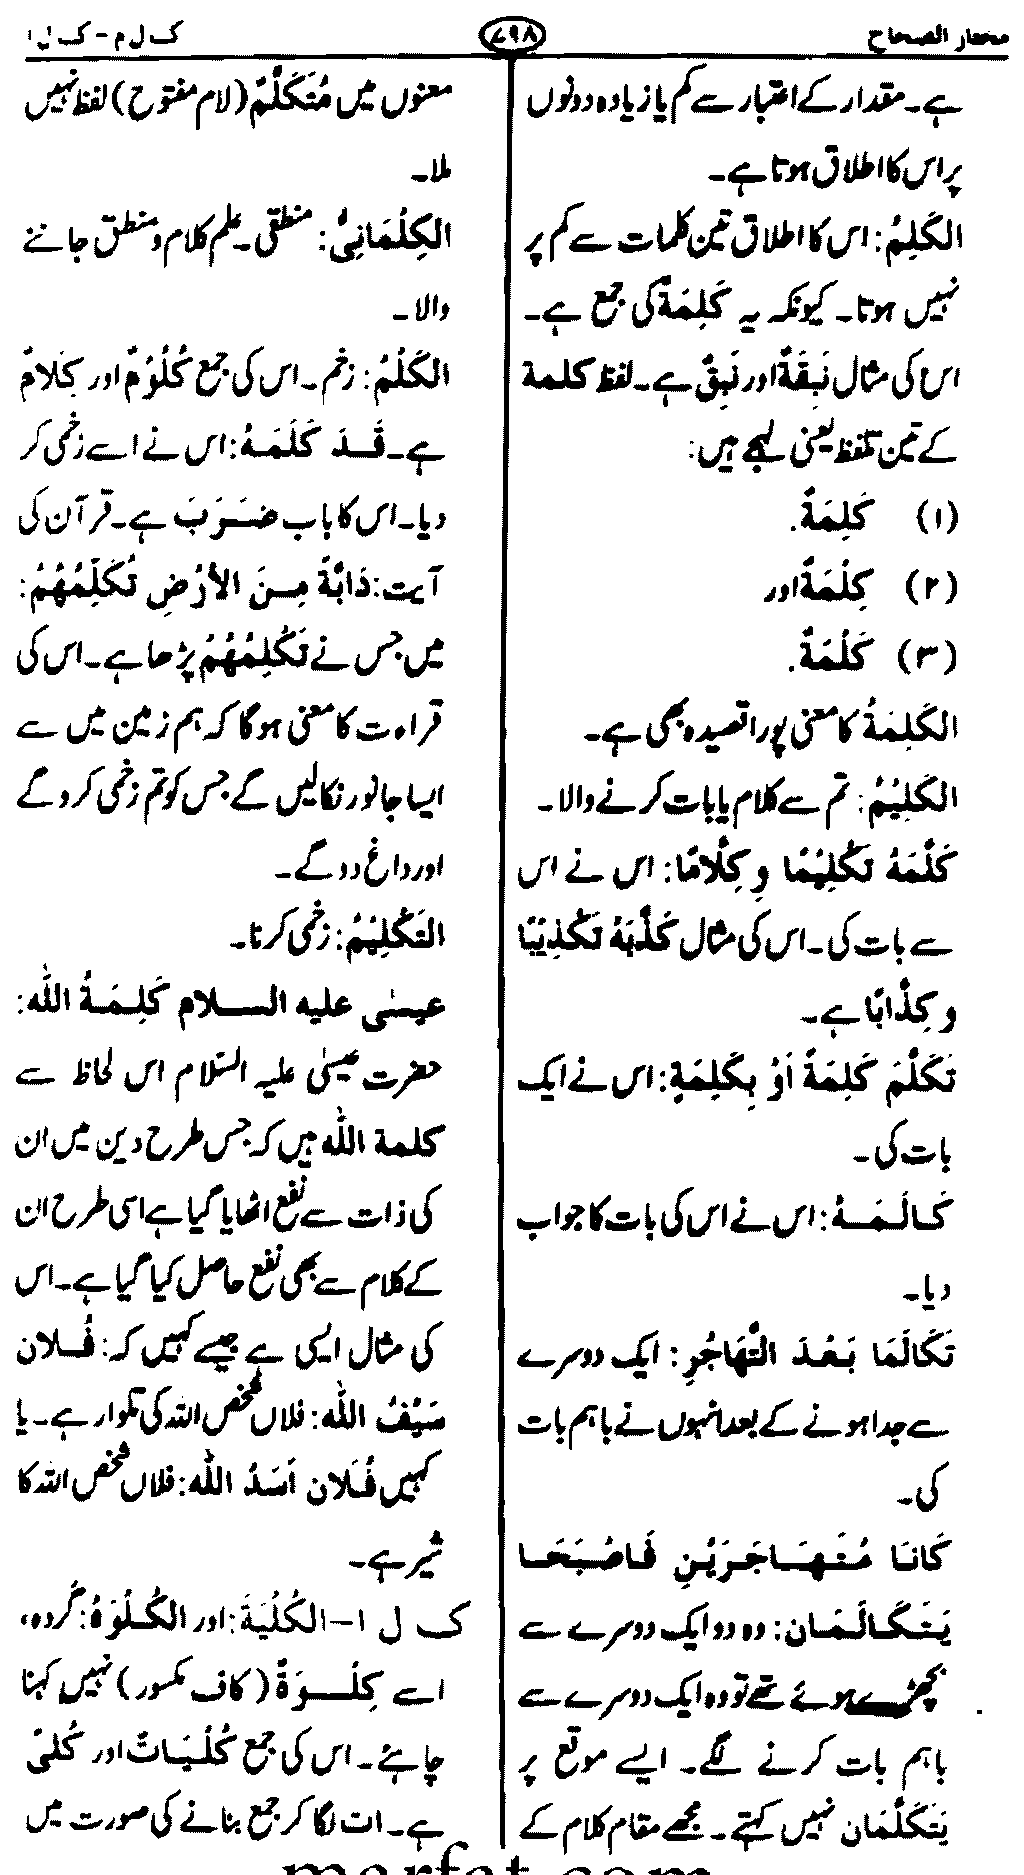 مختار الصحاح
۷۹۸
ک ل م - ک ل ا
ہے۔ مقدار کے اعتبار سے کم یا زیادہ دونوں
پر اس کا اطلاق ہوتا ہے۔
الکَلِمُ: اس کا اطلاق تین کلمات سے کم پر
نہیں ہوتا۔ کیونکہ یہ کَلِمَةٌ کی جمع ہے۔
اس کی مثال نَبِقَةٌ اور نَبِقٌ ہے۔ لفظ کلمة
کے تین تلفظ یعنی لہجے ہیں:
(۱) کَلِمَةٌ.
(۲) کِلْمَةٌ اور
(۳) کَلْمَةٌ.
الکَلِمَةُ کا معنی پورا قصیدہ بھی ہے۔
الکَلِیْمُ: تم سے کلام یا بات کرنے والا۔
کَلَّمَهُ تَکْلِیْمًا وِ کِلَّامًا: اس نے اس
سے بات کی۔ اس کی مثال کَذَّبَهُ تَکْذِیْبًا
و کِذَّابًا ہے۔
تَکَلَّمَ کَلِمَةً اَوْ بِکَلِمَةٍ: اس نے ایک
بات کی۔
کَالَمَهُ: اس نے اس کی بات کا جواب
دیا۔
تَکَالَمَا بَعْدَ التَّهَاجُرِ: ایک دوسرے
سے جدا ہونے کے بعد انہوں نے باہم بات
کی۔
کَانَا مُتَهَاجَرَیْنِ فَاصْبَحَا
یَتَکَالَمَان: وہ دو ایک دوسرے سے
بچھڑے ہوئے تھے تو وہ ایک دوسرے سے
باہم بات کرنے لگے۔ ایسے موقع پر
یَتَکَلَّمَان نہیں کہتے۔ مجھے مقام کلام کے
معنوں میں مُتَکَلَّمٌ (لام مفتوح) لفظ نہیں
ملا۔
الکِلْمَانِیُّ: منطقی۔ علم کلام و منطق جاننے
والا۔
الکَلْمُ: زخم۔ اس کی جمع کُلُوْمٌ اور کِلَامٌ
ہے۔ قَدْ کَلَمَهُ: اس نے اسے زخمی کر
دیا۔ اس کا باب ضَرَبَ ہے۔ قرآن کی
آیت: دَابَّةً مِنَ الأَرْضِ تُکَلِّمُهُمْ:
میں جس نے تَکْلِمُهُمْ پڑھا ہے۔ اس کی
قراءت کا معنی ہوگا کہ ہم زمین میں سے
ایسا جانور نکالیں گے جس کو تم زخمی کرو گے
اور داغ دو گے۔
التَکْلِیْمُ: زخمی کرنا۔
عیسٰی علیه السلام کَلِمَةُ اللّٰه:
حضرت عیسیٰ علیہ السّلام اس لحاظ سے
کلمة اللّٰه ہیں کہ جس طرح دین میں ان
کی ذات سے نفع اٹھایا گیا ہے اسی طرح ان
کے کلام سے بھی نفع حاصل کیا گیا ہے۔ اس
کی مثال ایسی ہے جیسے کہیں کہ: فُلان
سَیْفُ اللّٰه: فلاں شخص اللہ کی تلوار ہے۔ یا
کہیں فُلَان اَسَدُ اللّٰه: فلاں شخص اللہ کا
شیر ہے۔
ک ل ا – الکُلْیَةُ: اور الکُلْوَةُ: گُردہ،
اسے کِلْوَةٌ (کاف مکسور) نہیں کہنا
چاہئے۔ اس کی جمع کُلْیَاتٌ اور کُلیً
ہے۔ ات لگا کر جمع بنانے کی صورت میں
marfat.com